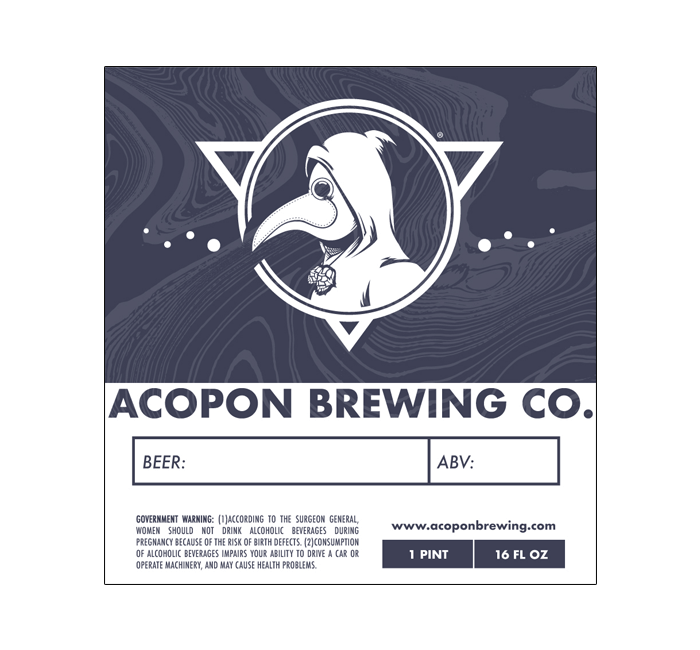 ®
ACOPON BREWING CO.
BEER:
ABV:
GOVERNMENT WARNING: (1)ACCORDING TO THE SURGEON GENERAL,
WOMEN SHOULD NOT DRINK ALCOHOLIC BEVERAGES DURING
PREGNANCY BECAUSE OF THE RISK OF BIRTH DEFECTS. (2)CONSUMPTION
OF ALCOHOLIC BEVERAGES IMPAIRS YOUR ABILITY TO DRIVE A CAR OR
OPERATE MACHINERY, AND MAY CAUSE HEALTH PROBLEMS.
www.acoponbrewing.com
1 PINT
16 FL OZ